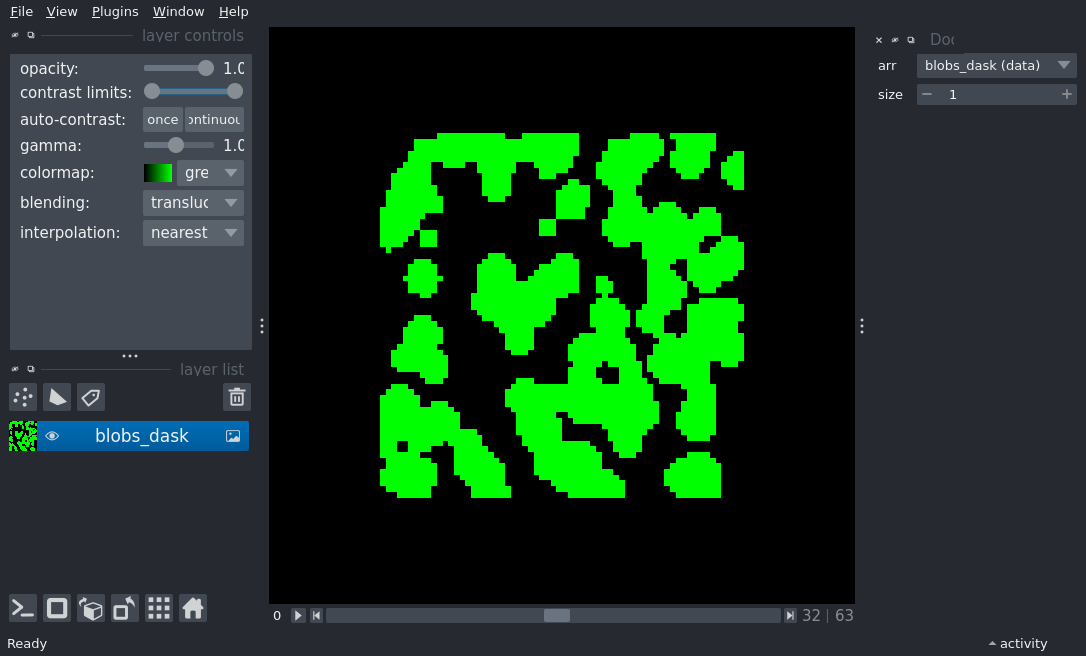 File View Plugins Window Help
layer controls
opacity: 1.0
contrast limits:
auto-contrast: once ontinuou
gamma: 1.0
colormap: gre
blending: transluc
interpolation: nearest
layer list
blobs_dask
0 32 | 63
Ready
Doc
arr blobs_dask (data)
size 1
activity